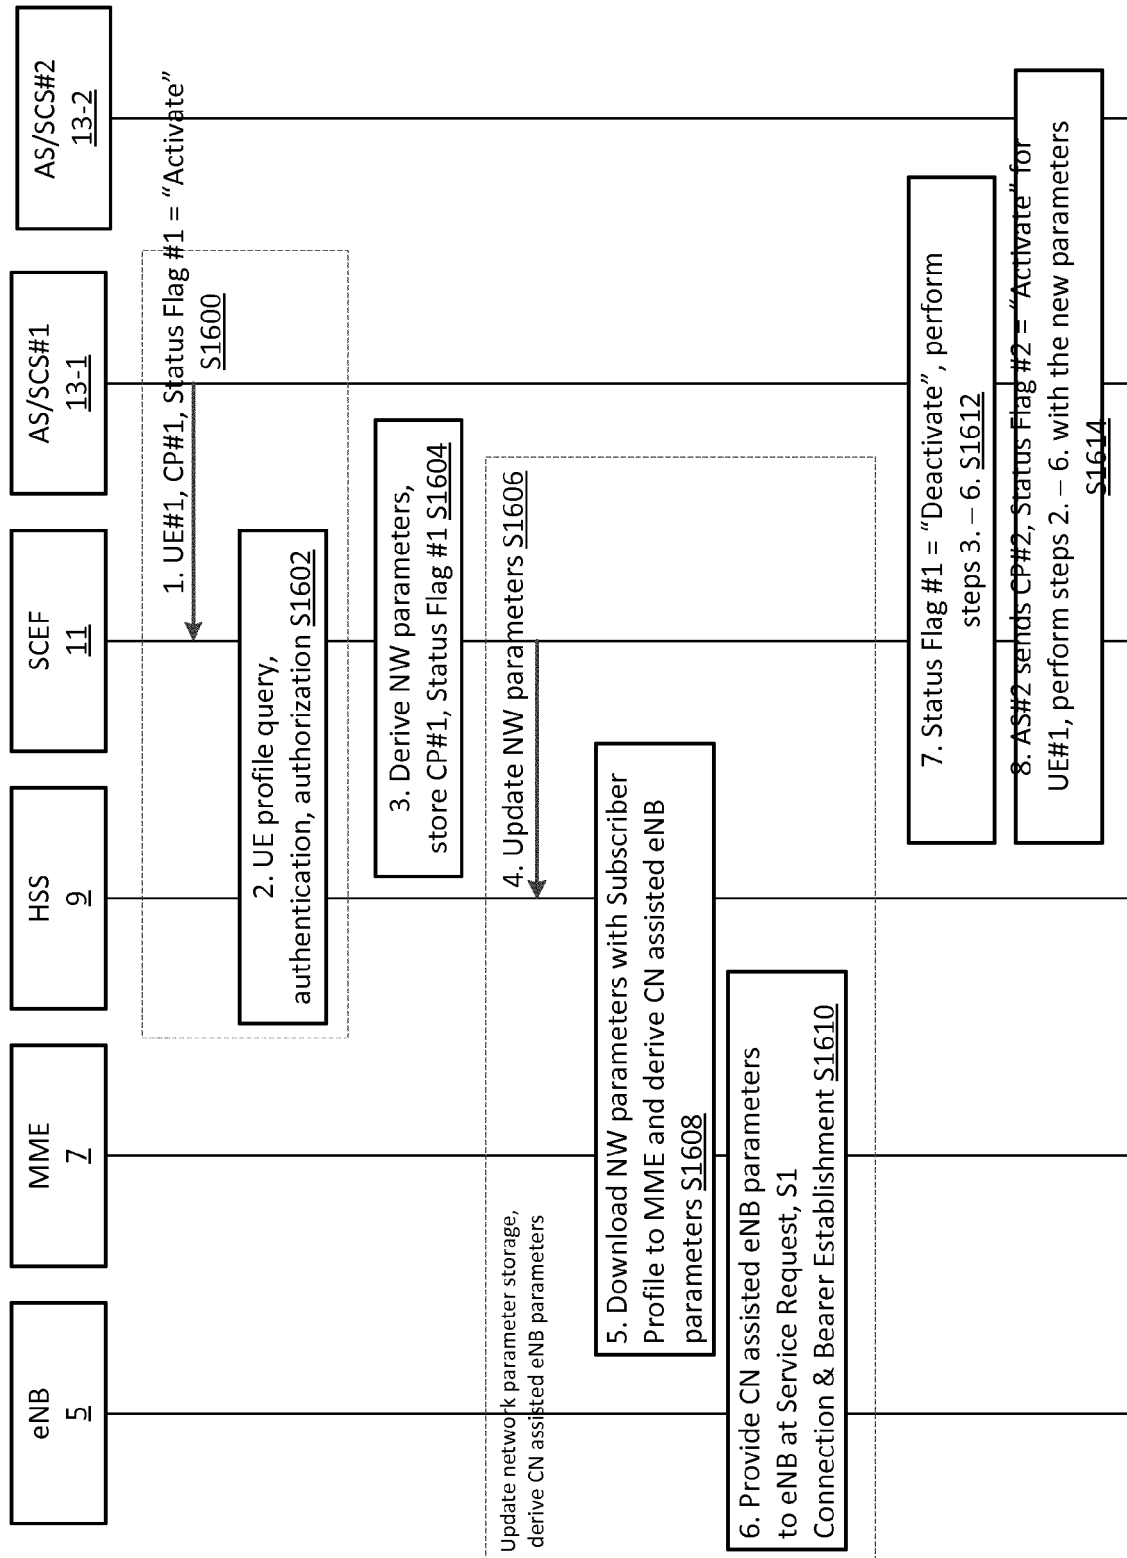 eNB
5
MME
7
HSS
9
SCEF
11
AS/SCS#1
13-1
AS/SCS#2
13-2
1. UE#1, CP#1, Status Flag #1 = “Activate”
S1600
2. UE profile query,
authentication, authorization S1602
3. Derive NW parameters,
store CP#1, Status Flag #1 S1604
Update network parameter storage,
derive CN assisted eNB parameters
4. Update NW parameters S1606
5. Download NW parameters with Subscriber
Profile to MME and derive CN assisted eNB
parameters S1608
6. Provide CN assisted eNB parameters
to eNB at Service Request, S1
Connection & Bearer Establishment S1610
7. Status Flag #1 = “Deactivate”, perform
steps 3. – 6. S1612
8. AS#2 sends CP#2, Status Flag #2 = “Activate” for
UE#1, perform steps 2. – 6. with the new parameters
S1614